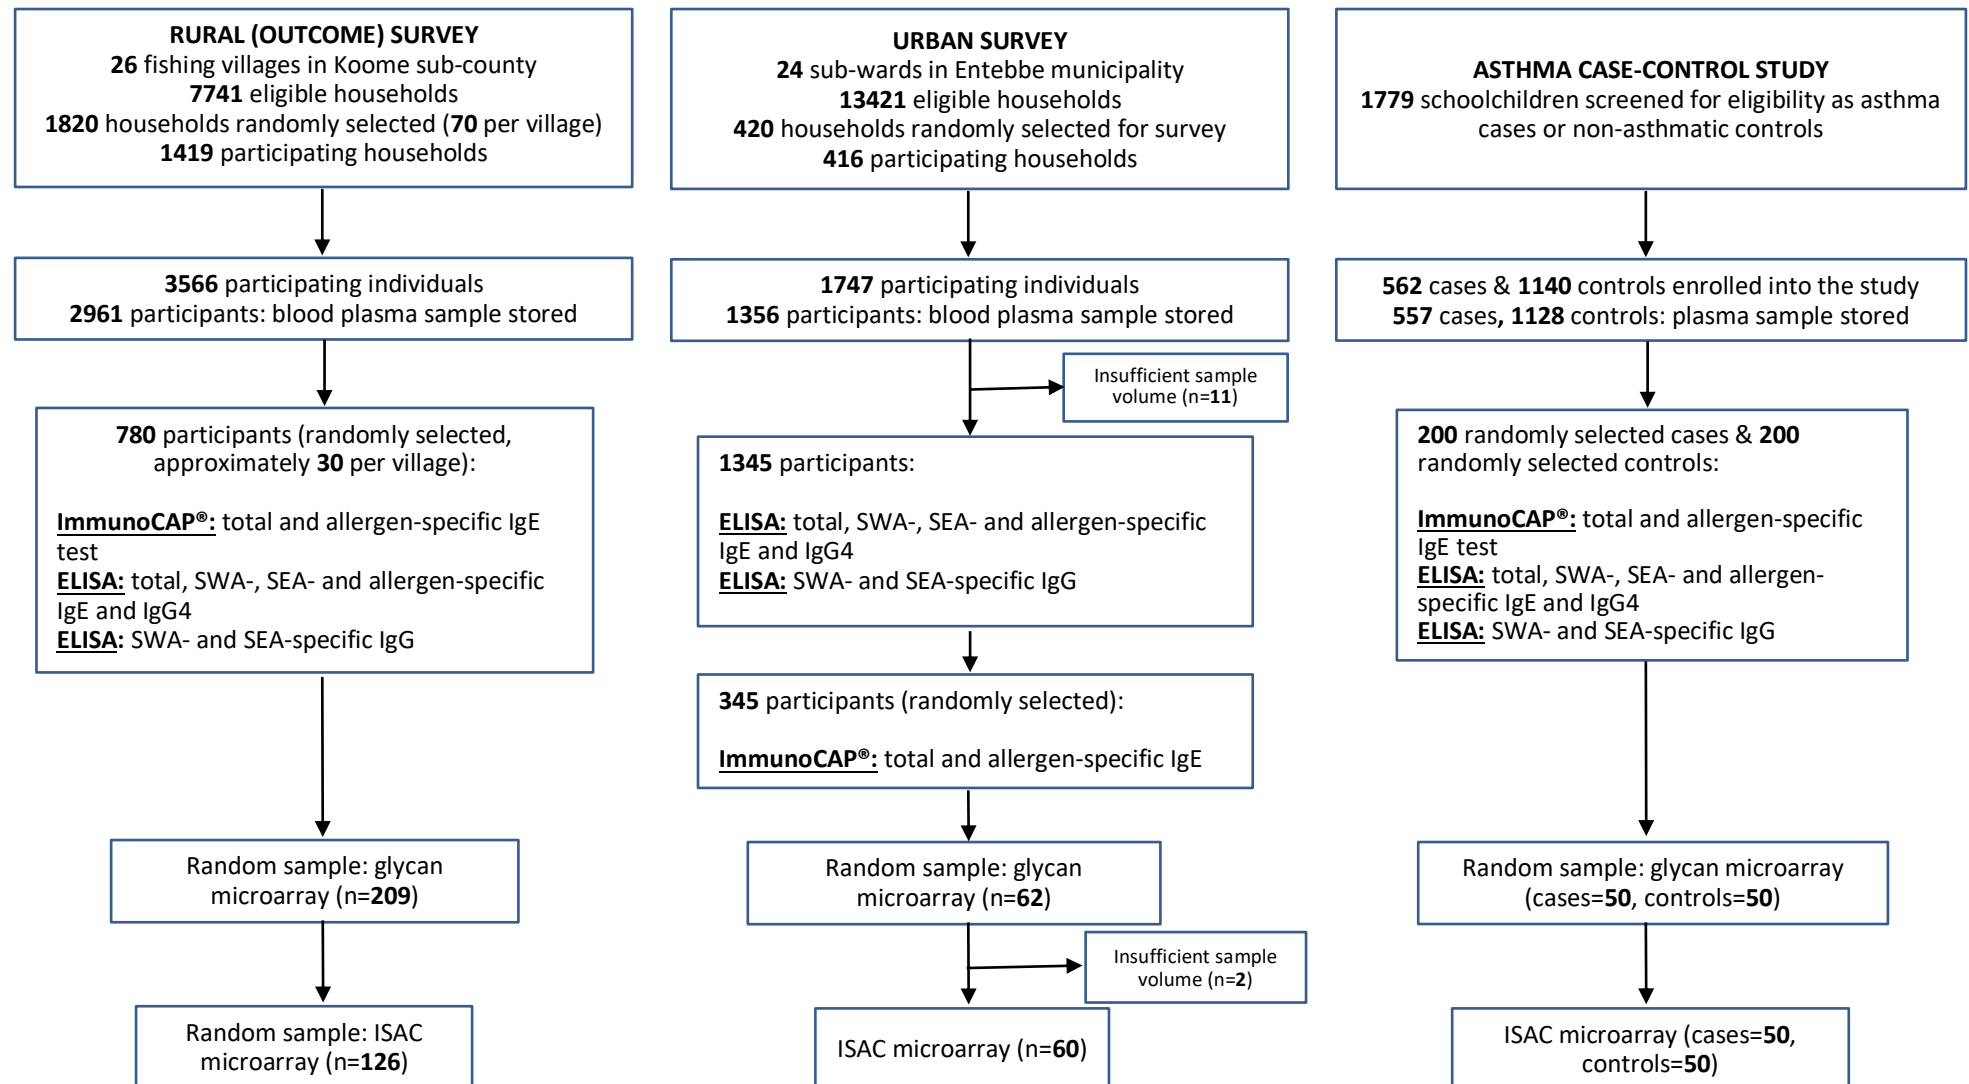 RURAL (OUTCOME) SURVEY
26 fishing villages in Koome sub-county
7741 eligible households
1820 households randomly selected (70 per village)
1419 participating households
3566 participating individuals
2961 participants: blood plasma sample stored
780 participants (randomly selected,
approximately 30 per village):
ImmunoCAP®: total and allergen-specific IgE
test
ELISA: total, SWA-, SEA- and allergen-specific
IgE and IgG4
ELISA: SWA- and SEA-specific IgG
Random sample: glycan
microarray (n=209)
Random sample: ISAC
microarray (n=126)
URBAN SURVEY
24 sub-wards in Entebbe municipality
13421 eligible households
420 households randomly selected for survey
416 participating households
1747 participating individuals
1356 participants: blood plasma sample stored
Insufficient sample
volume (n=11)
1345 participants:
ELISA: total, SWA-, SEA- and allergen-specific
IgE and IgG4
ELISA: SWA- and SEA-specific IgG
345 participants (randomly selected):
ImmunoCAP®: total and allergen-specific IgE
Random sample: glycan
microarray (n=62)
Insufficient sample
volume (n=2)
ISAC microarray (n=60)
ASTHMA CASE-CONTROL STUDY
1779 schoolchildren screened for eligibility as asthma
cases or non-asthmatic controls
562 cases & 1140 controls enrolled into the study
557 cases, 1128 controls: plasma sample stored
200 randomly selected cases & 200
randomly selected controls:
ImmunoCAP®: total and allergen-specific
IgE test
ELISA: total, SWA-, SEA- and allergen-
specific IgE and IgG4
ELISA: SWA- and SEA-specific IgG
Random sample: glycan microarray
(cases=50, controls=50)
ISAC microarray (cases=50,
controls=50)